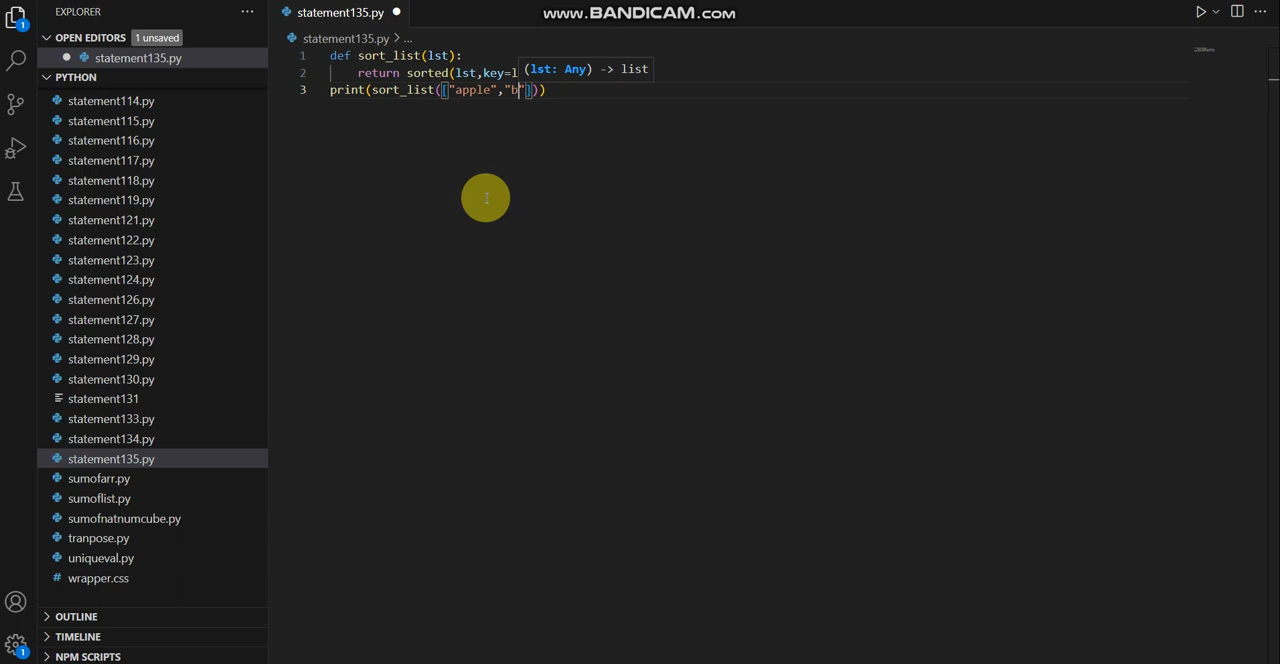 EXPLORER
OPEN EDITORS 1 unsaved
statement135.py
PYTHON
statement114.py
statement115.py
statement116.py
statement117.py
statement118.py
statement119.py
statement121.py
statement122.py
statement123.py
statement124.py
statement126.py
statement127.py
statement128.py
statement129.py
statement130.py
statement131
statement133.py
statement134.py
statement135.py
sumofarr.py
sumoflist.py
sumofnatnumcube.py
tranpose.py
uniqueval.py
wrapper.css
OUTLINE
TIMELINE
NPM SCRIPTS
1
1
statement135.py
www.BANDICAM.com
statement135.py > ...
1 def sort_list(lst):
2 return sorted(lst,key=l
(lst: Any) -> list
3 print(sort_list(["apple","b"]))